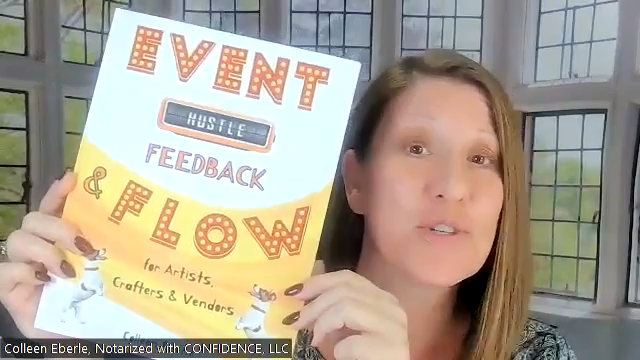 EVENT
HUSTLE
FEEDBACK
& FLOW
for Artists,
Crafters & Vendors
Colleen Eberle, Notarized with CONFIDENCE, LLC